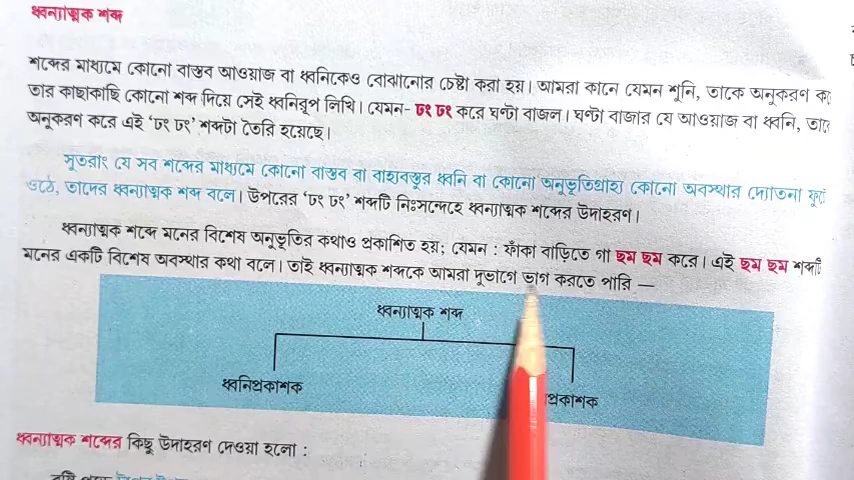 ধ্বন্যাত্মক শব্দ
শব্দের মাধ্যমে কোনো বাস্তব আওয়াজ বা ধ্বনিকেও বোঝানোর চেষ্টা করা হয়। আমরা কানে যেমন শুনি, তাকে অনুকরণ
তার কাছাকাছি কোনো শব্দ দিয়ে সেই ধ্বনিরূপ লিখি। যেমন- ঢং ঢং করে ঘণ্টা বাজল। ঘণ্টা বাজার যে আওয়াজ বা ধ্বনি,
অনুকরণ করে এই ‘ঢং ঢং’ শব্দটা তৈরি হয়েছে।
সুতরাং যে সব শব্দের মাধ্যমে কোনো বাস্তব বা বাহ্যবস্তুর ধ্বনি বা কোনো অনুভূতিগ্রাহ্য কোনো অবস্থার দ্যোতনা
ওঠে, তাদের ধ্বন্যাত্মক শব্দ বলে। উপরের ‘ঢং ঢং’ শব্দটি নিঃসন্দেহে ধ্বন্যাত্মক শব্দের উদাহরণ।
ধ্বন্যাত্মক শব্দে মনের বিশেষ অনুভূতির কথাও প্রকাশিত হয়; যেমন : ফাঁকা বাড়িতে গা ছম ছম করে। এই ছম ছম শব্দটি
মনের একটি বিশেষ অবস্থার কথা বলে। তাই ধ্বন্যাত্মক শব্দকে আমরা দুভাগে ভাগ করতে পারি —
ধ্বন্যাত্মক শব্দ
ধ্বনিপ্রকাশক
প্রকাশক
ধ্বন্যাত্মক শব্দের কিছু উদাহরণ দেওয়া হলো :